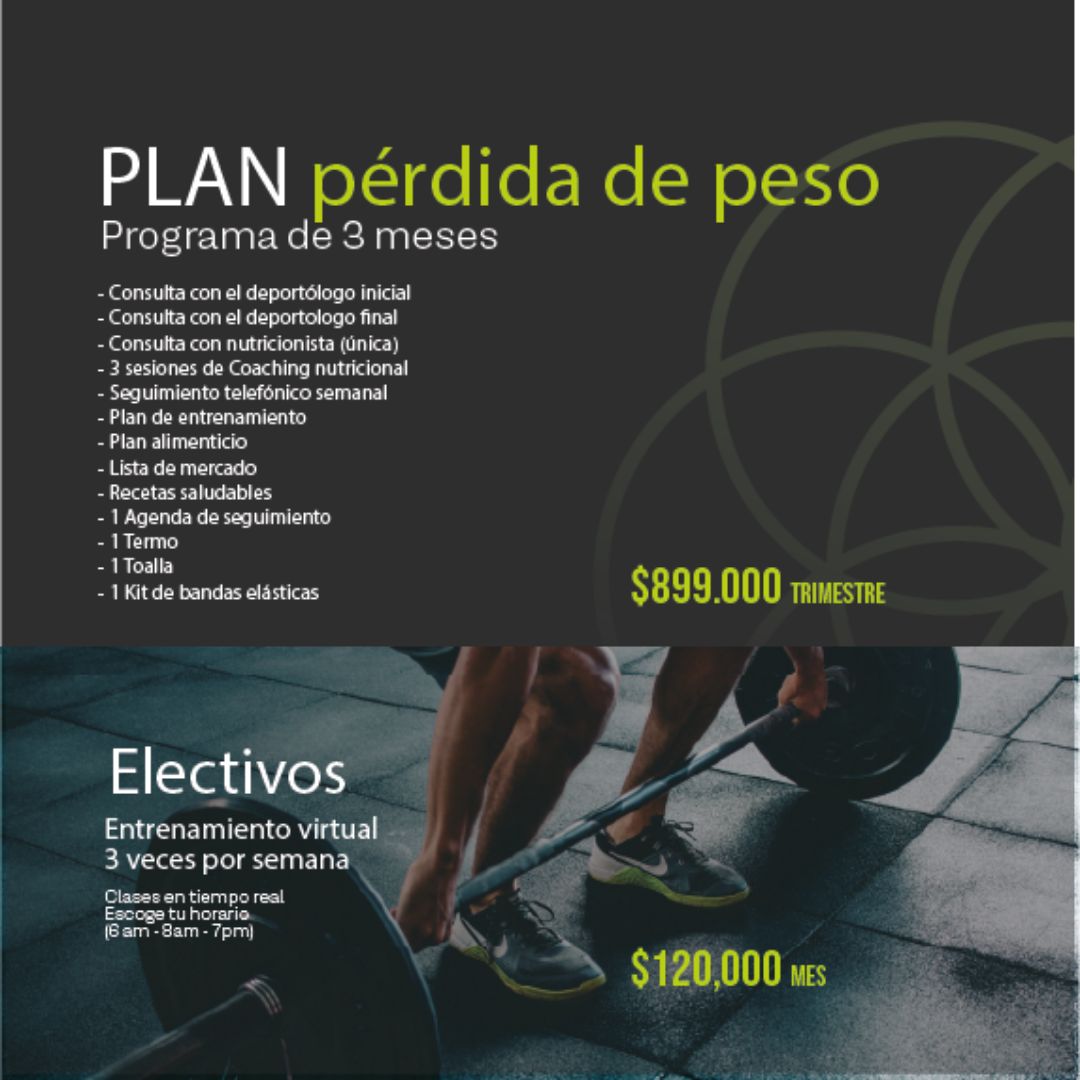 PLAN pérdida de peso
Programa de 3 meses
- Consulta con el deportólogo inicial
- Consulta con el deportologo final
- Consulta con nutricionista (única)
- 3 sesiones de Coaching nutricional
- Seguimiento telefónico semanal
- Plan de entrenamiento
- Plan alimenticio
- Lista de mercado
- Recetas saludables
- 1 Agenda de seguimiento
- 1 Termo
- 1 Toalla
- 1 Kit de bandas elásticas
$899.000 TRIMESTRE
Electivos
Entrenamiento virtual
3 veces por semana
Clases en tiempo real
Escoge tu horario
(6 am - 8am - 7pm)
$120,000 MES